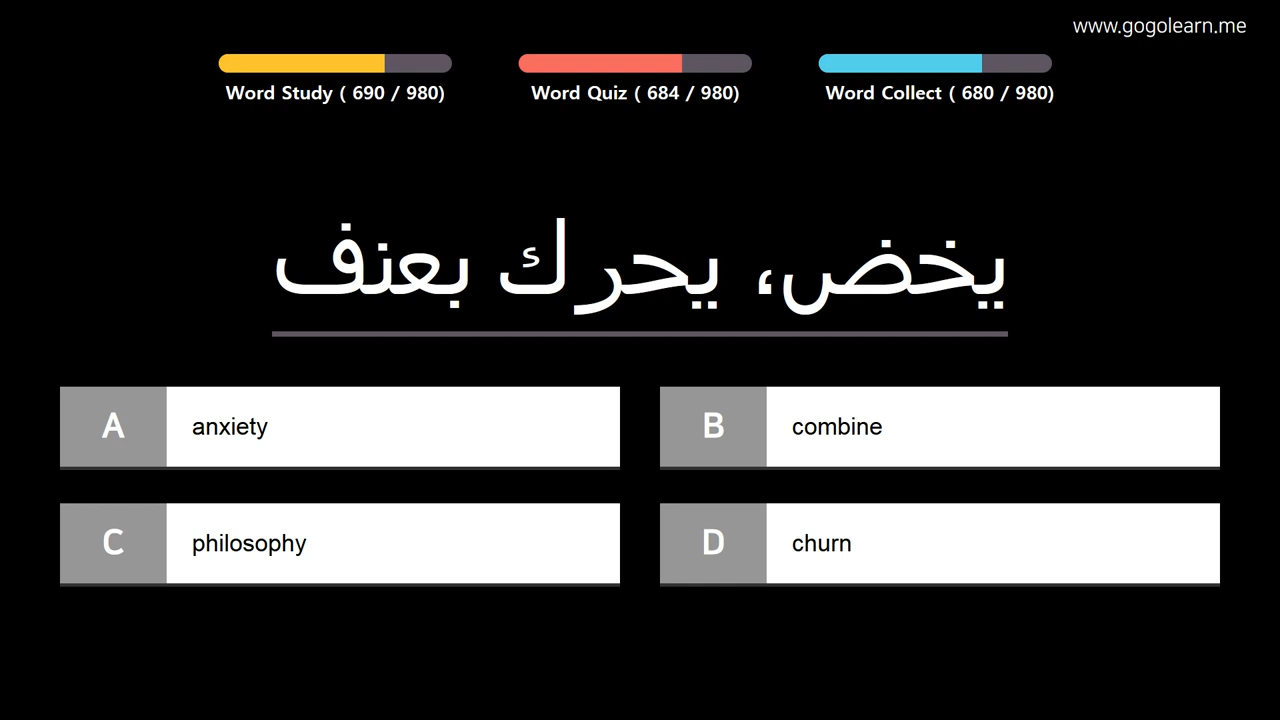 www.gogolearn.me
Word Study ( 690 / 980)
Word Quiz ( 684 / 980)
Word Collect ( 680 / 980)
يخض، يحرك بعنف
A anxiety
B combine
C philosophy
D churn